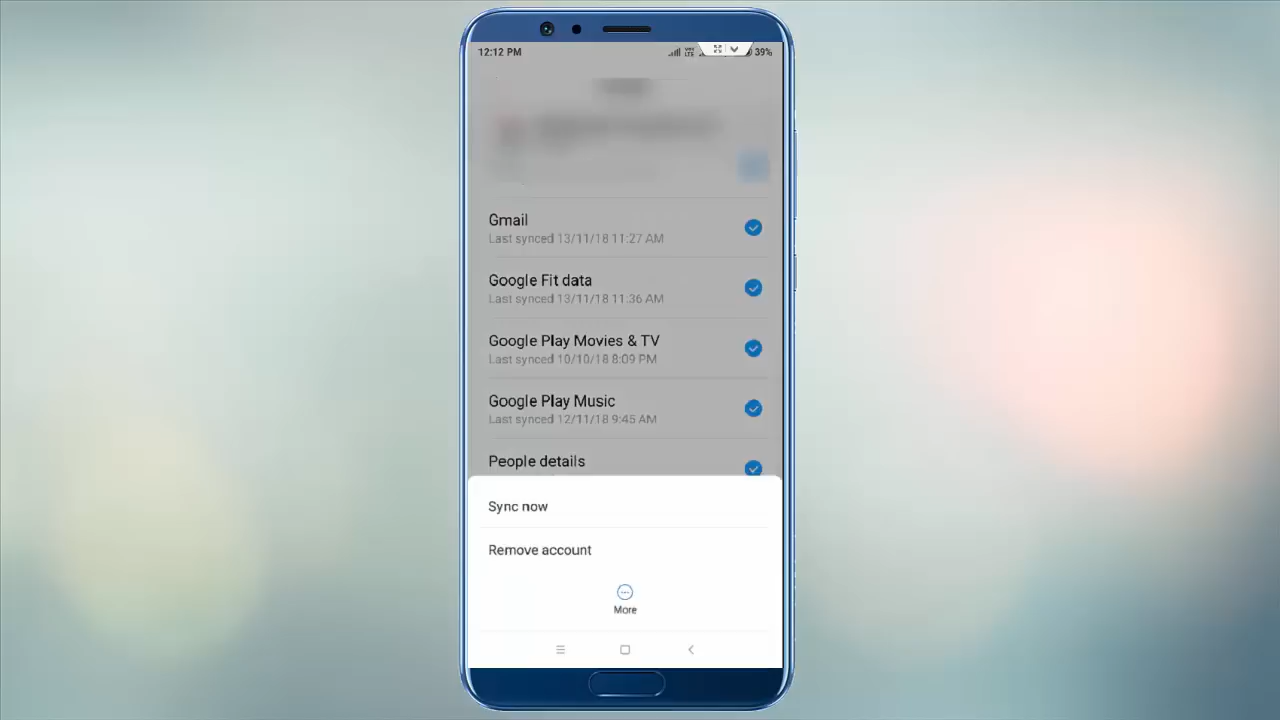 12:12 PM
39%
Gmail
Last synced 13/11/18 11:27 AM
Google Fit data
Last synced 13/11/18 11:36 AM
Google Play Movies & TV
Last synced 10/10/18 8:09 PM
Google Play Music
Last synced 12/11/18 9:45 AM
People details
Sync now
Remove account
More